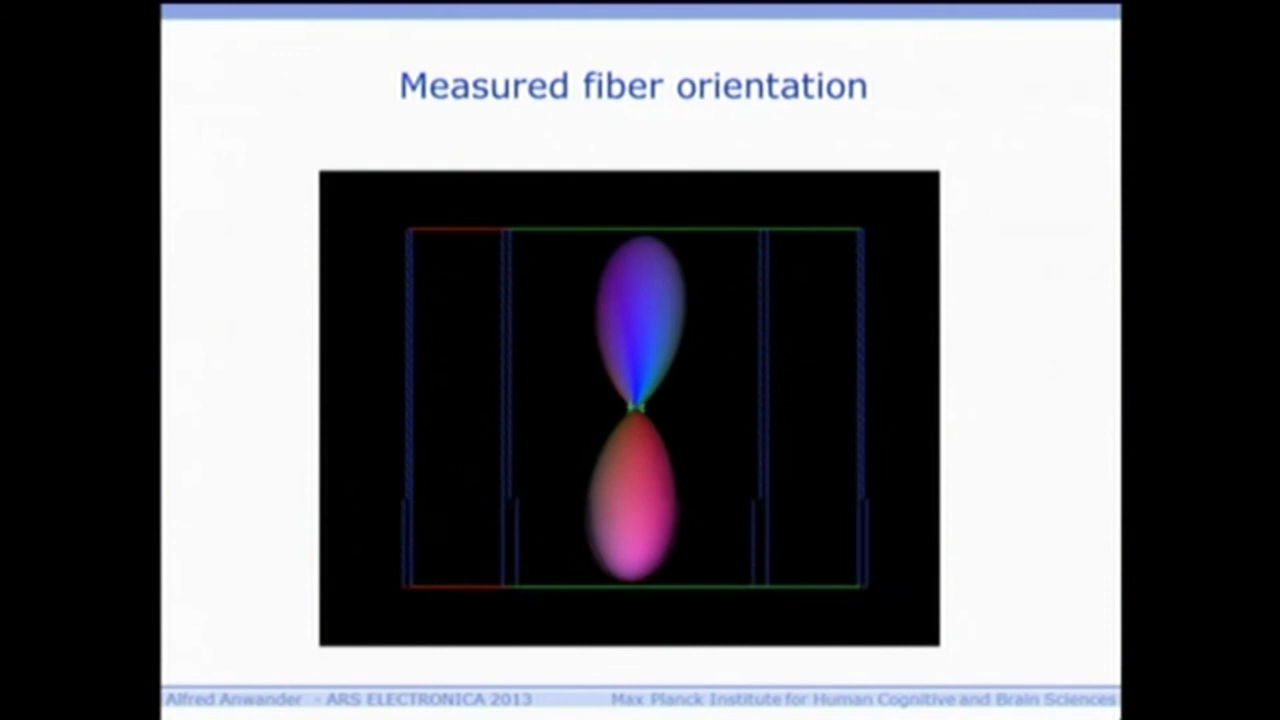 Measured fiber orientation
Alfred Anwander - ARS ELECTRONICA 2013
Max Planck Institute for Human Cognitive and Brain Sciences